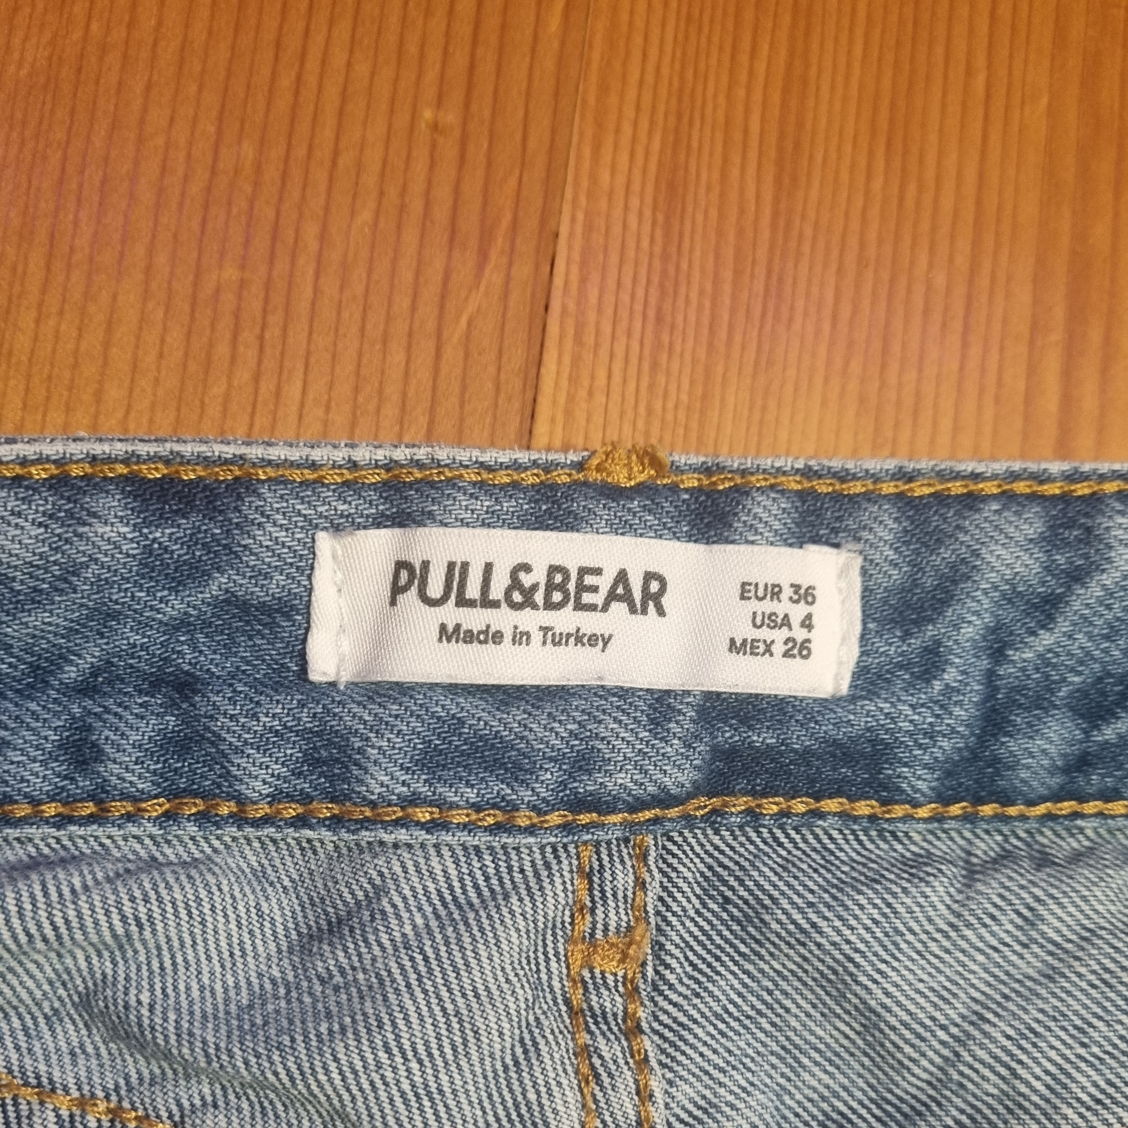 PULL&BEAR
Made in Turkey
EUR 36
USA 4
MEX 26